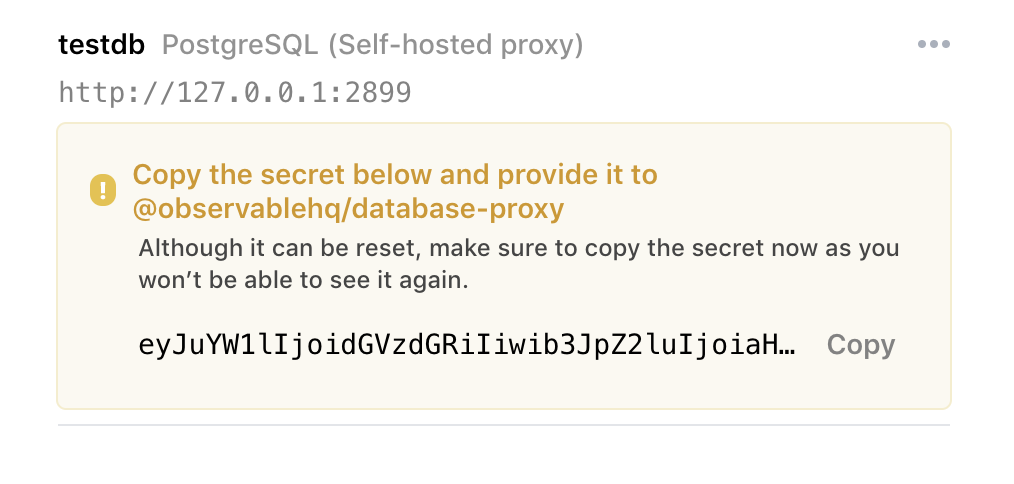 testdb PostgreSQL (Self-hosted proxy)
http://127.0.0.1:2899
Copy the secret below and provide it to
@observablehq/database-proxy
Although it can be reset, make sure to copy the secret now as you
won’t be able to see it again.
eyJuYW1lIjoidGVzdGRiIiwib3JpZ2luIjoiaH… Copy